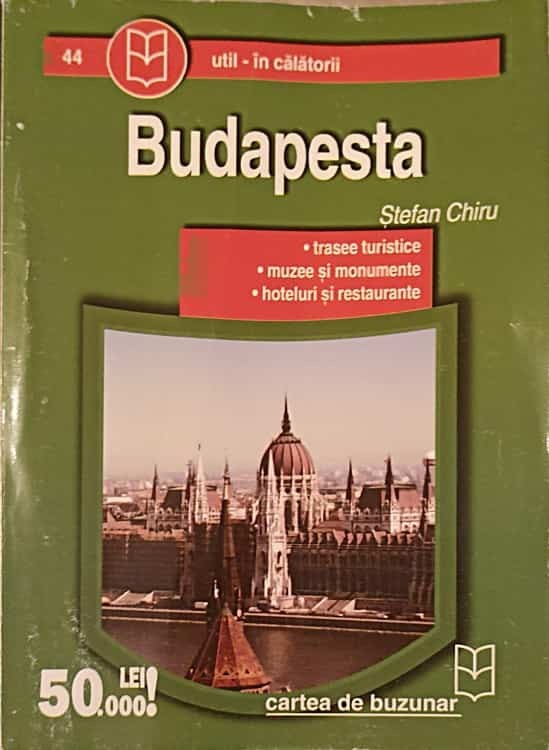 44
util - în călătorii
Budapesta
Ștefan Chiru
• trasee turistice
• muzee și monumente
• hoteluri și restaurante
50.000!
LEI
cartea de buzunar